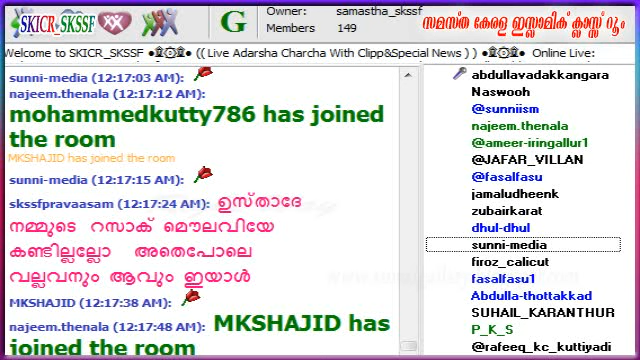 SKICR_SKSSF
G
Owner: samastha_skssf
Members 149
സമസ്ത കേരള ഇസ്ലാമിക് ക്ലാസ്സ് റൂം
Welcome to SKICR_SKSSF ●۩۞۩● (( Live Adarsha Charcha With Clipp&Special News ) ) ●۩۞۩● Online Live:
sunni-media (12:17:03 AM):
najeem.thenala (12:17:12 AM):
mohammedkutty786 has joined
the room
MKSHAJID has joined the room
sunni-media (12:17:15 AM):
skssfpravaasam (12:17:24 AM): ഉസ്താദേ
നമ്മുടെ റസാക് മൌലവിയേ
കണ്ടില്ലല്ലോ അതെപോലെ
വല്ലവനും ആവും ഇയാൾ
MKSHAJID (12:17:38 AM):
najeem.thenala (12:17:48 AM): MKSHAJID has
joined the room
abdullavadakkangara
Naswooh
@sunniism
najeem.thenala
@ameer-iringallur1
@JAFAR_VILLAN
@fasalfasu
jamaludheenk
zubairkarat
dhul-dhul
sunni-media
firoz_calicut
fasalfasu1
Abdulla-thottakkad
SUHAIL_KARANTHUR
P_K_S
@rafeeq_kc_kuttiyadi